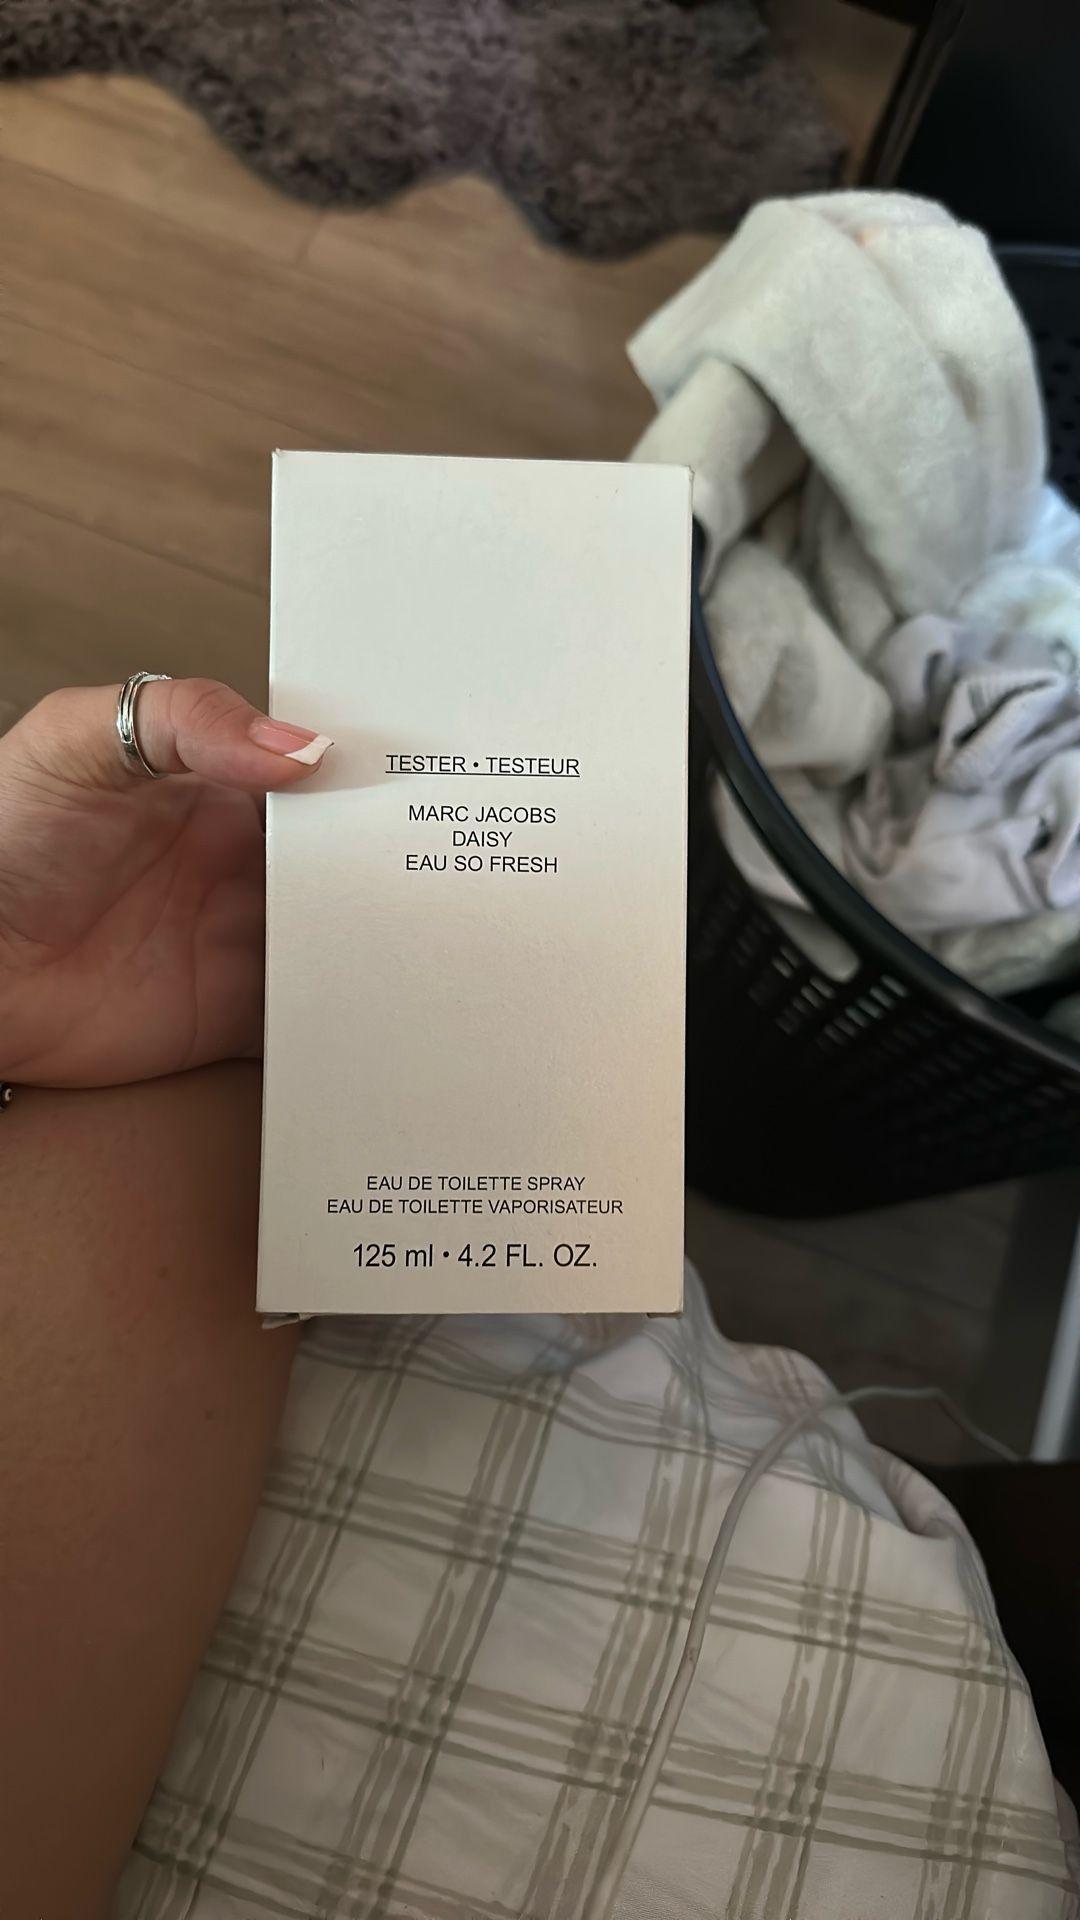 TESTER • TESTEUR
MARC JACOBS
DAISY
EAU SO FRESH
EAU DE TOILETTE SPRAY
EAU DE TOILETTE VAPORISATEUR
125 ml • 4.2 FL. OZ.